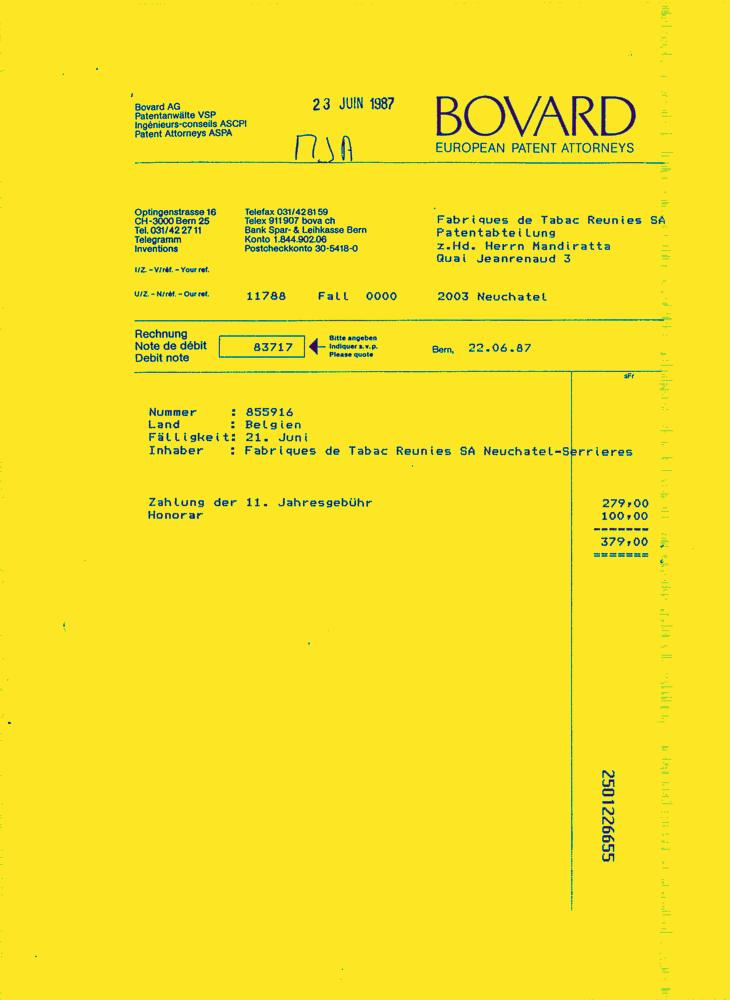 Bovard AG
Patentanwälte VSP
Ingénieurs-conseils ASCPI
Patent Attorneys ASPA
23 JUIN 1987
BOVARD
EUROPEAN PATENT ATTORNEYS
Optingenstrasse 16
CH-3000 Bern 25
Tel. 031/42 27 11
Telegramm
Inventions
Telefax 031/42 81 59
Telex 911 907 bova ch
Bank Spar- & Leihkasse Bern
Konto 1.844.902.06
Postcheckkonto 30-5418-0
Fabriques de Tabac Reunies SA
Patentabteilung
z.Hd. Herrn Mandiratta
Quai Jeanrenaud 3
I/Z. – V/réf. – Your ref.
U/Z. – N/réf. – Our ref.
11788 Fall 0000
2003 Neuchatel
Rechnung
Note de débit
Debit note
83717
Bitte angeben
Indiquer s.v.p.
Please quote
Bern, 22.06.87
sFr
Nummer : 855916
Land : Belgien
Fälligkeit: 21. Juni
Inhaber : Fabriques de Tabac Reunies SA Neuchatel-Serrieres
Zahlung der 11. Jahresgebühr 279,00
Honorar 100,00
379,00
2501226655